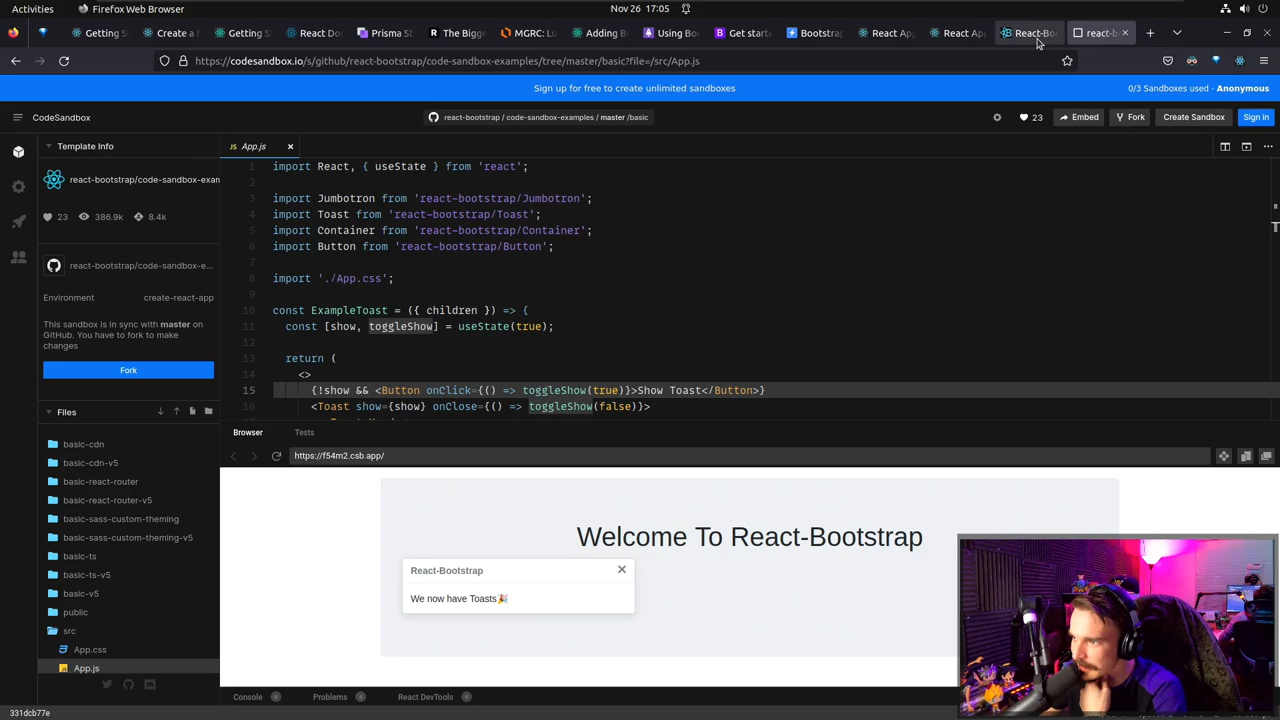 Activities
Firefox Web Browser
Nov 26 17:05
Getting S
Create a
Getting S
React Do
Prisma St
The Bigg
MGRC: Lu
Adding B
Using Bo
Get starte
Bootstra
React Ap
React Ap
React-Bo
react-b
https://codesandbox.io/s/github/react-bootstrap/code-sandbox-examples/tree/master/basic?file=/src/App.js
Sign up for free to create unlimited sandboxes
0/3 Sandboxes used - Anonymous
CodeSandbox
react-bootstrap / code-sandbox-examples / master /basic
23
Embed
Fork
Create Sandbox
Sign in
Template Info
react-bootstrap/code-sandbox-exan
23
386.9k
8.4k
react-bootstrap/code-sandbox-e...
Environment
create-react-app
This sandbox is in sync with master on
GitHub. You have to fork to make
changes
Fork
Files
basic-cdn
basic-cdn-v5
basic-react-router
basic-react-router-v5
basic-sass-custom-theming
basic-sass-custom-theming-v5
basic-ts
basic-ts-v5
basic-v5
public
src
App.css
App.js
331dcb77e
App.js
1 import React, { useState } from 'react';
2
3 import Jumbotron from 'react-bootstrap/Jumbotron';
4 import Toast from 'react-bootstrap/Toast';
5 import Container from 'react-bootstrap/Container';
6 import Button from 'react-bootstrap/Button';
7
8 import './App.css';
9
10 const ExampleToast = ({ children }) => {
11 const [show, toggleShow] = useState(true);
12
13 return (
14 <>
15 {!show && <Button onClick={() => toggleShow(true)}>Show Toast</Button>}
16 <Toast show={show} onClose={() => toggleShow(false)}>
Browser
Tests
https://f54m2.csb.app/
Welcome To React-Bootstrap
React-Bootstrap
We now have Toasts🎉
Console 0
Problems 0
React DevTools 0